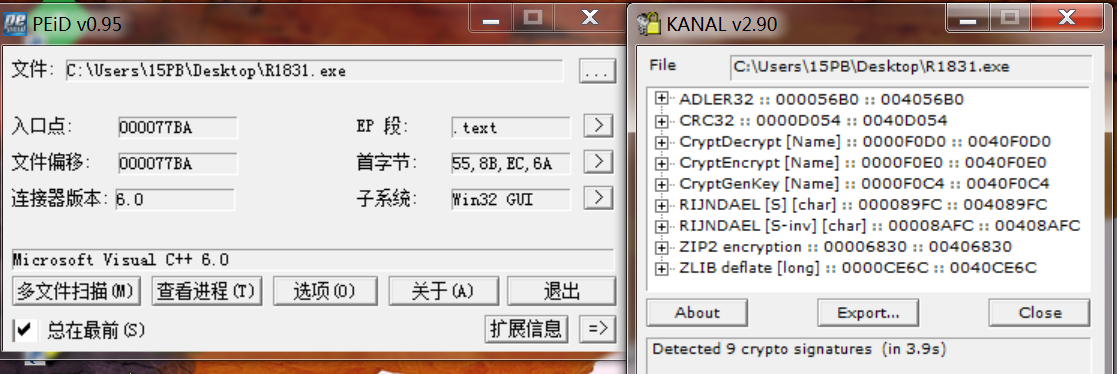 PEiD v0.95
文件: C:\Users\15PB\Desktop\R1831.exe ...
入口点: 000077BA EP 段: .text >
文件偏移: 000077BA 首字节: 55,8B,EC,6A >
连接器版本: 6.0 子系统: Win32 GUI >
Microsoft Visual C++ 6.0
多文件扫描(M) 查看进程(T) 选项(O) 关于(A) 退出
总在最前(S) 扩展信息 =>
KANAL v2.90
File C:\Users\15PB\Desktop\R1831.exe
ADLER32 :: 000056B0 :: 004056B0
CRC32 :: 0000D054 :: 0040D054
CryptDecrypt [Name] :: 0000F0D0 :: 0040F0D0
CryptEncrypt [Name] :: 0000F0E0 :: 0040F0E0
CryptGenKey [Name] :: 0000F0C4 :: 0040F0C4
RIJNDAEL [S] [char] :: 000089FC :: 004089FC
RIJNDAEL [S-inv] [char] :: 00008AFC :: 00408AFC
ZIP2 encryption :: 00006830 :: 00406830
ZLIB deflate [long] :: 0000CE6C :: 0040CE6C
About Export... Close
Detected 9 crypto signatures (in 3.9s)